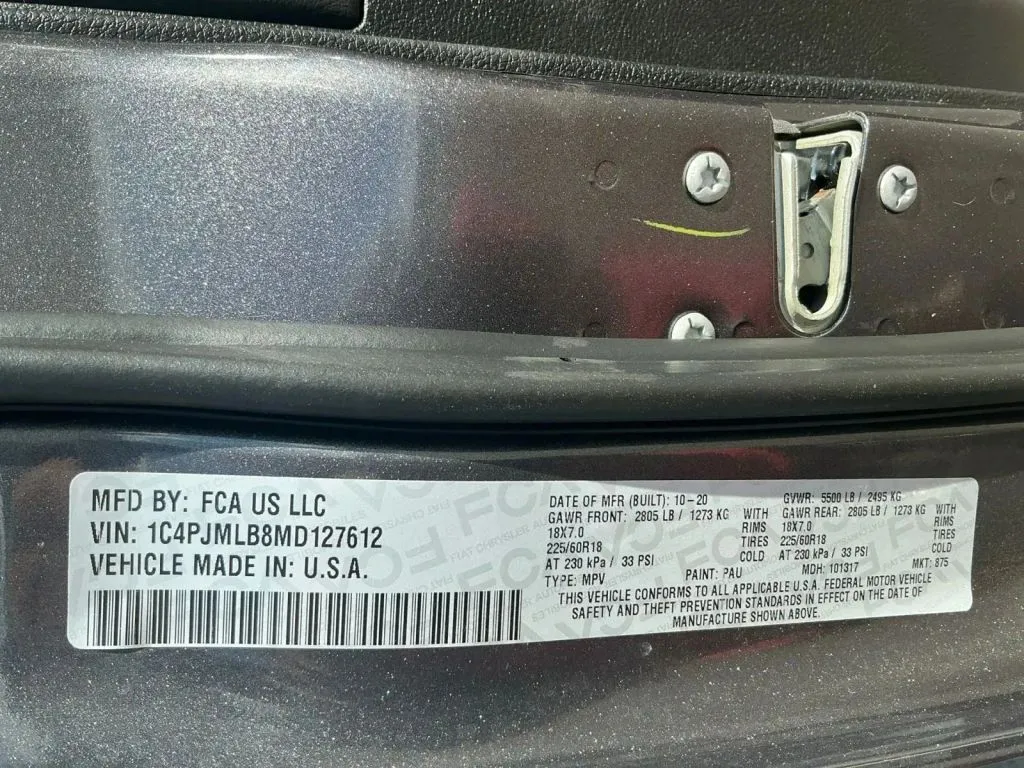 MFD BY: FCA US LLC
VIN: 1C4PJMLB8MD127612
VEHICLE MADE IN: U.S.A.
DATE OF MFR (BUILT): 10-20 GVWR: 5500 LB / 2495 KG
GAWR FRONT: 2805 LB / 1273 KG WITH GAWR REAR: 2805 LB / 1273 KG WITH
18X7.0 RIMS 18X7.0 RIMS
225/60R18 TIRES 225/60R18 TIRES
AT 230 kPa / 33 PSI COLD AT 230 kPa / 33 PSI COLD
TYPE: MPV PAINT: PAU MDH: 101317 MKT: 875
THIS VEHICLE CONFORMS TO ALL APPLICABLE U.S.A. FEDERAL MOTOR VEHICLE
SAFETY AND THEFT PREVENTION STANDARDS IN EFFECT ON THE DATE OF
MANUFACTURE SHOWN ABOVE.